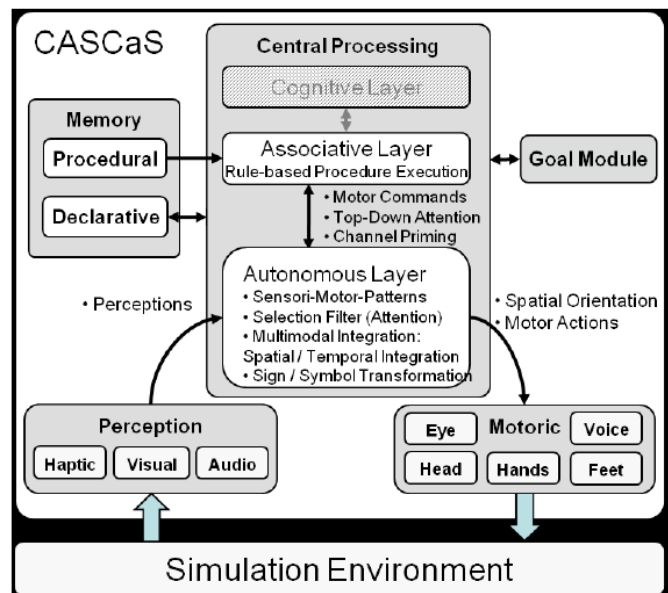 CASCaS
Central Processing
Cognitive Layer
Memory
Procedural
Declarative
Associative Layer
Rule-based Procedure Execution
Goal Module
• Motor Commands
• Top-Down Attention
• Channel Priming
Autonomous Layer
• Sensori-Motor-Patterns
• Selection Filter (Attention)
• Multimodal Integration:
Spatial / Temporal Integration
• Sign / Symbol Transformation
• Perceptions
• Spatial Orientation
• Motor Actions
Perception
Haptic
Visual
Audio
Motoric
Eye
Voice
Head
Hands
Feet
Simulation Environment